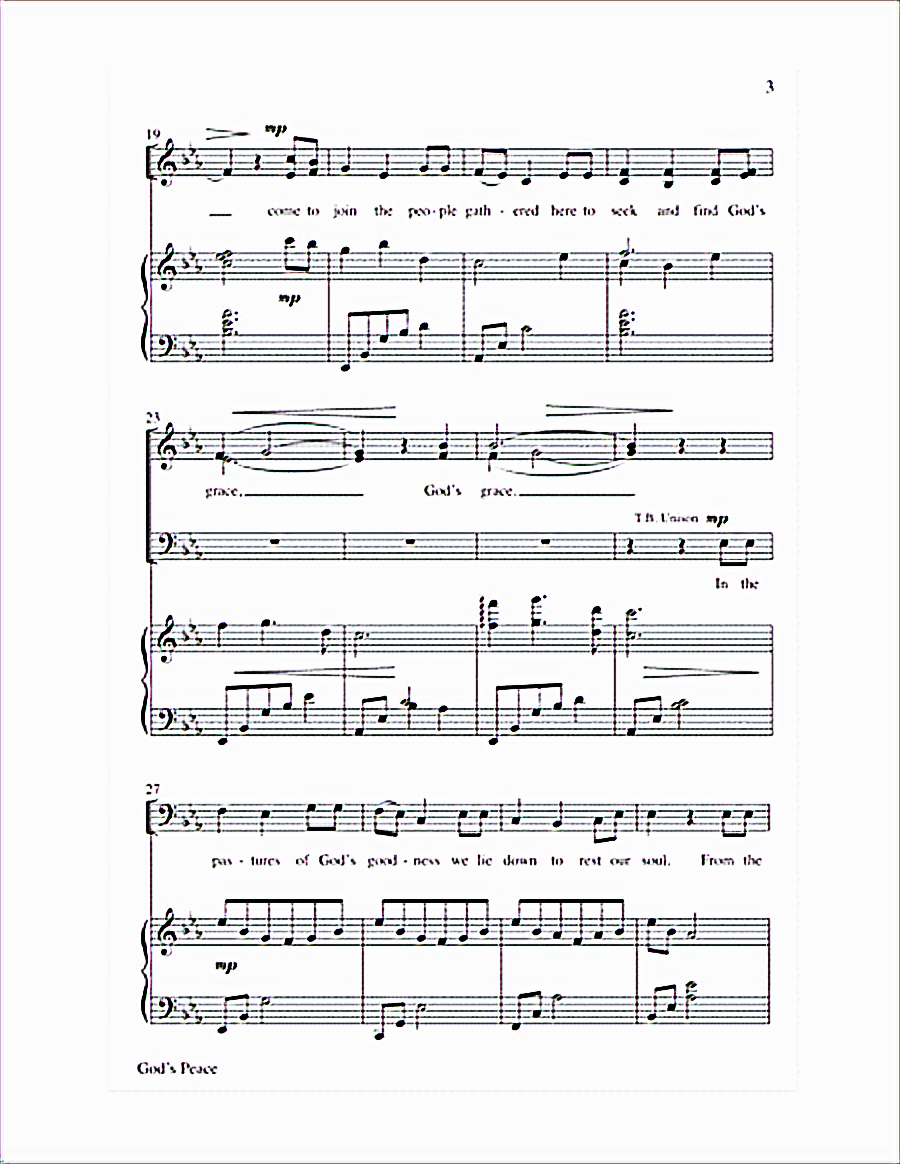 3
19
mp
come to join the peo - ple gath - ered here to seek and find God's
mp
23
grace, God's grace.
T.B. Unison mp
In the
27
pas - tures of God's good - ness we lie down to rest our soul. From the
mp
God's Peace